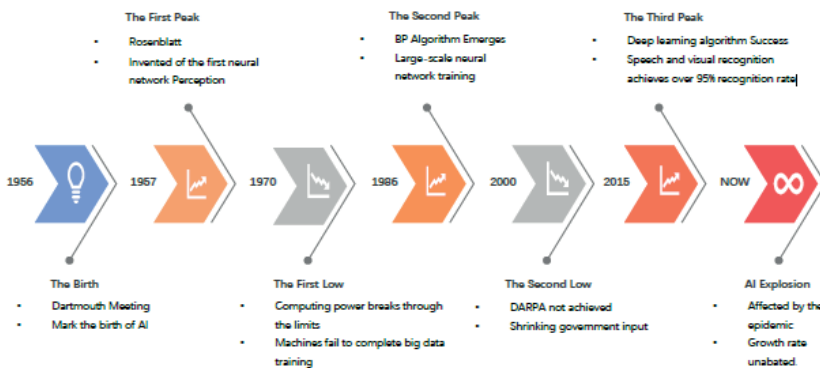 The First Peak
• Rosenblatt
• Invented of the first neural
network Perception
The Second Peak
• BP Algorithm Emerges
• Large-scale neural
network training
The Third Peak
• Deep learning algorithm Success
• Speech and visual recognition
achieves over 95% recognition rate
1956
1957
1970
1986
2000
2015
NOW
The Birth
• Dartmouth Meeting
• Mark the birth of AI
The First Low
• Computing power breaks through
the limits
• Machines fail to complete big data
training
The Second Low
• DARPA not achieved
• Shrinking government input
AI Explosion
• Affected by the
epidemic
• Growth rate
unabated.